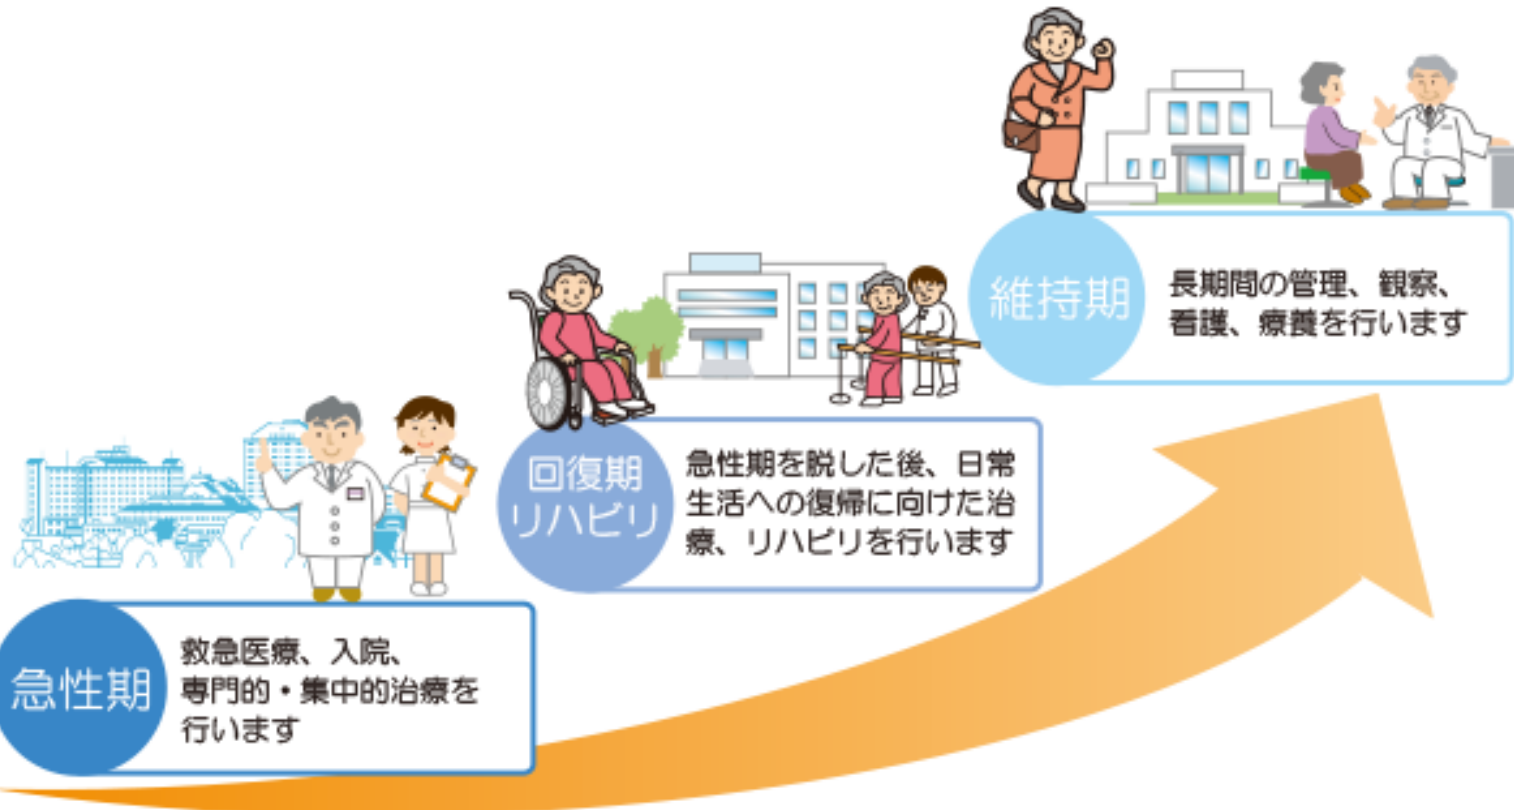 維持期
長期間の管理、観察、
看護、療養を行います
回復期
リハビリ
急性期を脱した後、日常
生活への復帰に向けた治
療、リハビリを行います
急性期
救急医療、入院、
専門的・集中的治療を
行います